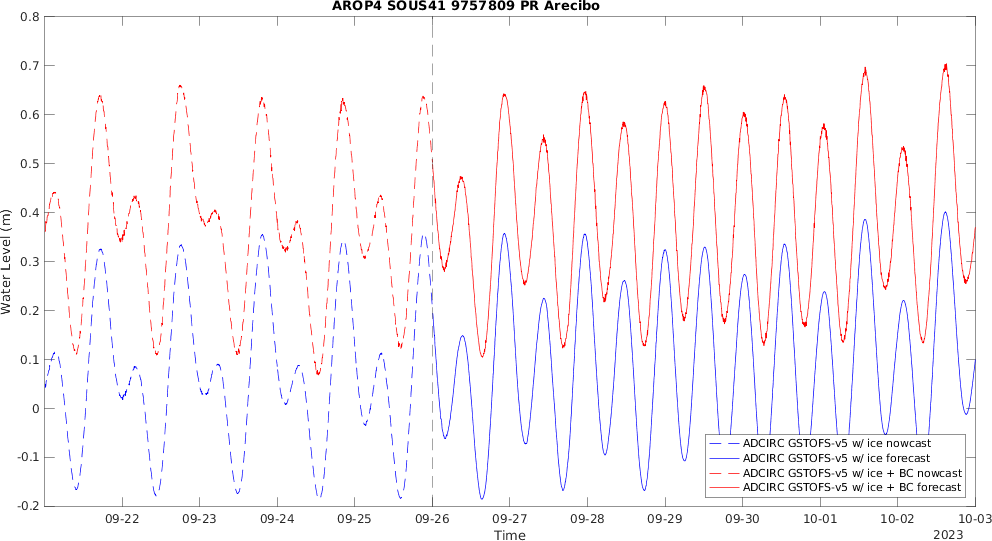 AROP4 SOUS41 9757809 PR Arecibo
0.8
0.7
0.6
0.5
0.4
0.3
0.2
0.1
0
-0.1
-0.2
Water Level (m)
ADCIRC GSTOFS-v5 w/ ice nowcast
ADCIRC GSTOFS-v5 w/ ice forecast
ADCIRC GSTOFS-v5 w/ ice + BC nowcast
ADCIRC GSTOFS-v5 w/ ice + BC forecast
09-22 09-23 09-24 09-25 09-26 09-27 09-28 09-29 09-30 10-01 10-02 10-03
Time
2023